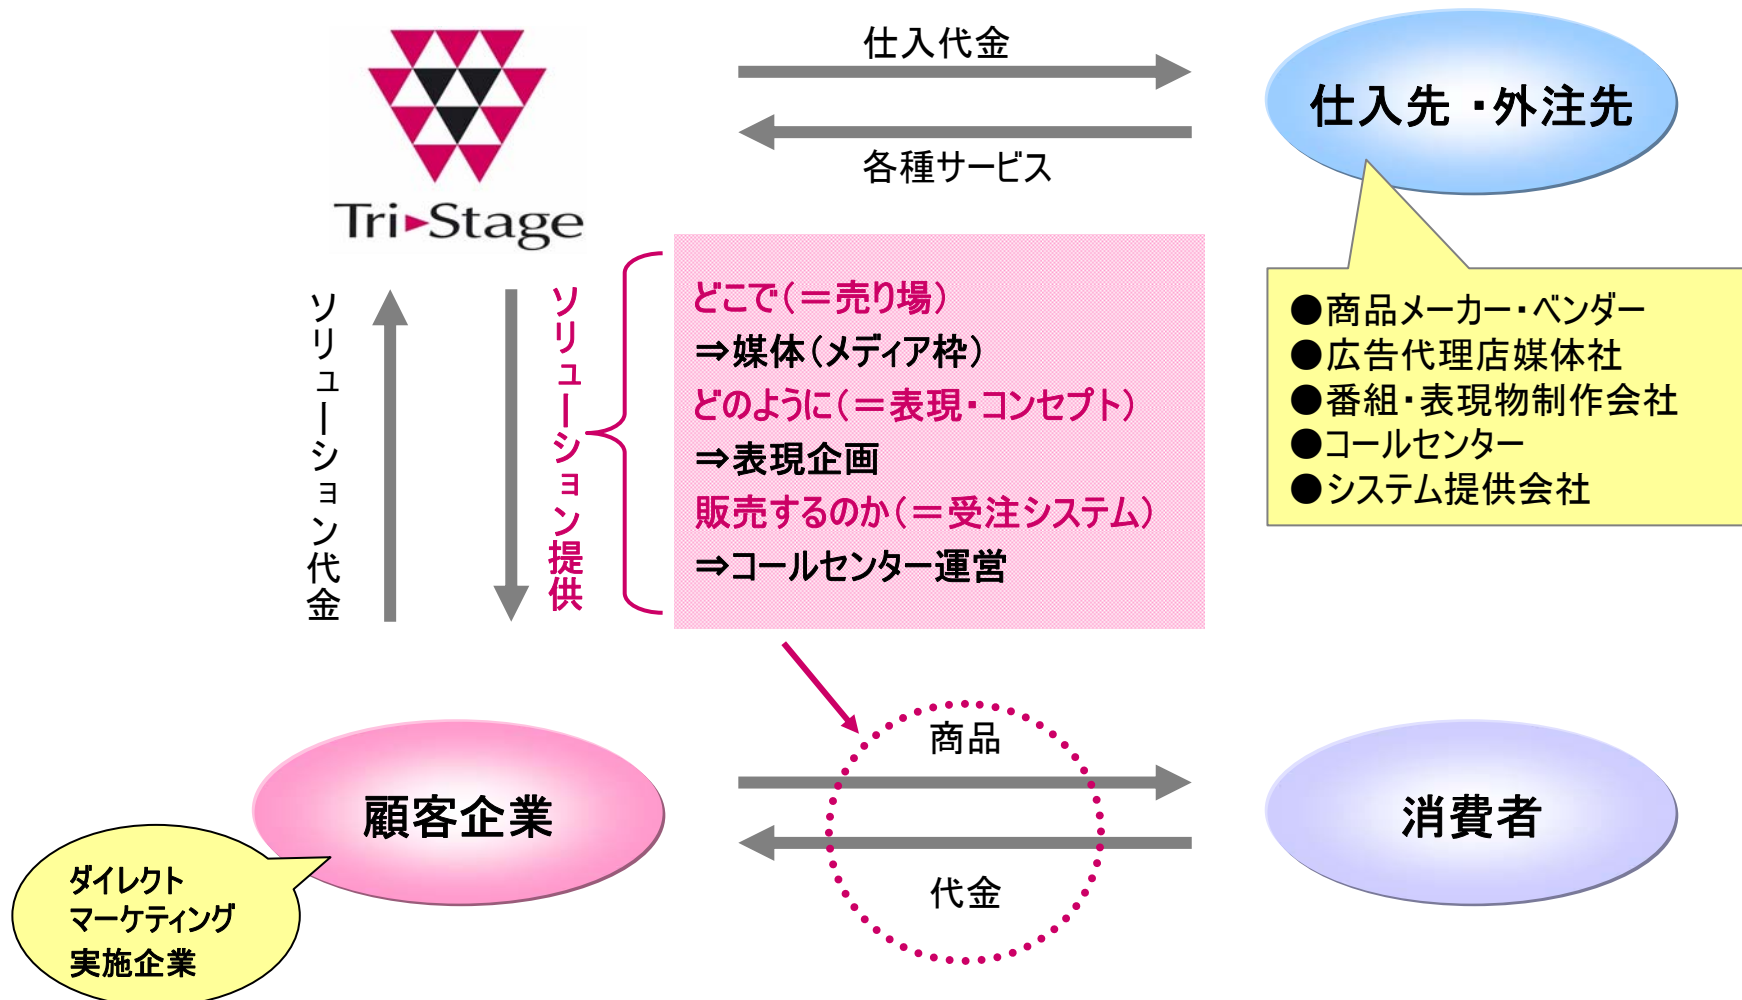 仕入代金
仕入先・外注先
各種サービス
Tri▸Stage
ソリューション代金
ソリューション提供
どこで(＝売り場)
⇒媒体(メディア枠)
どのように(＝表現・コンセプト)
⇒表現企画
販売するのか(＝受注システム)
⇒コールセンター運営
●商品メーカー・ベンダー
●広告代理店媒体社
●番組・表現物制作会社
●コールセンター
●システム提供会社
商品
顧客企業
消費者
代金
ダイレクト
マーケティング
実施企業